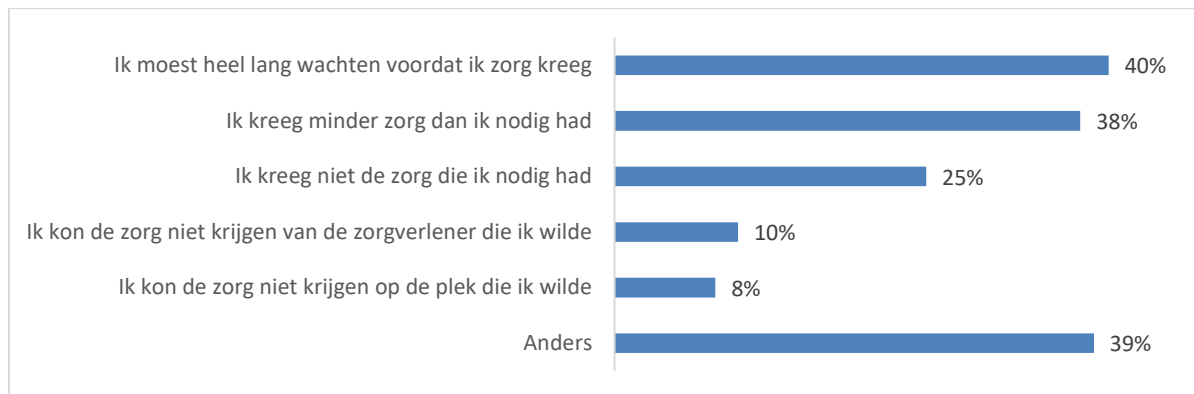 Ik moest heel lang wachten voordat ik zorg kreeg 40%
Ik kreeg minder zorg dan ik nodig had 38%
Ik kreeg niet de zorg die ik nodig had 25%
Ik kon de zorg niet krijgen van de zorgverlener die ik wilde 10%
Ik kon de zorg niet krijgen op de plek die ik wilde 8%
Anders 39%